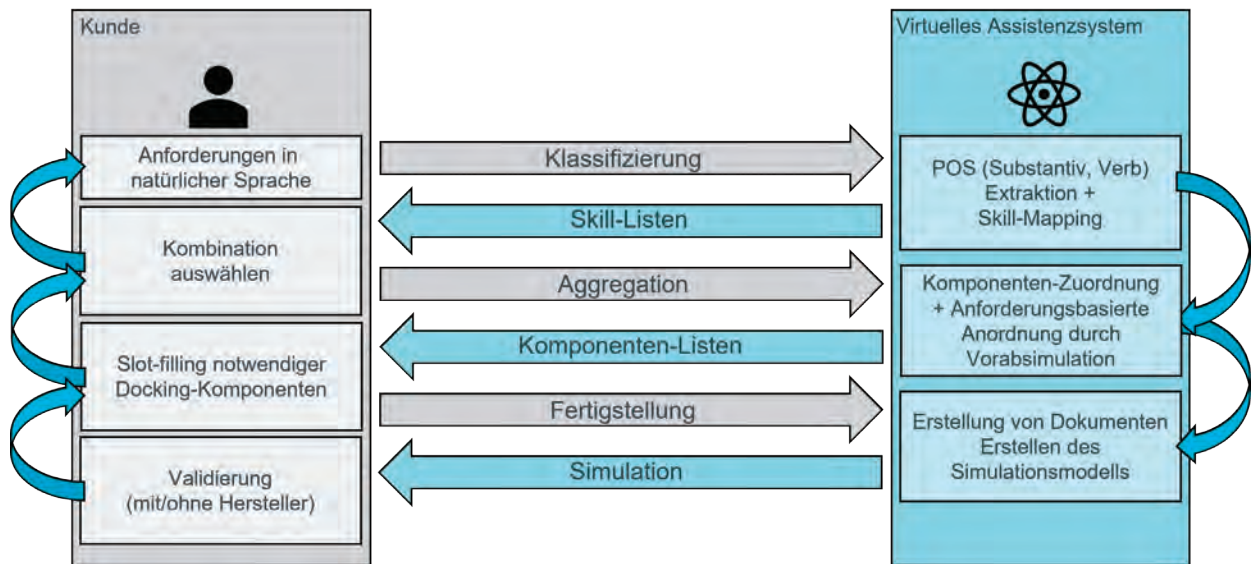 Kunde
Anforderungen in
natürlicher Sprache
Kombination
auswählen
Slot-filling notwendiger
Docking-Komponenten
Validierung
(mit/ohne Hersteller)
Klassifizierung
Skill-Listen
Aggregation
Komponenten-Listen
Fertigstellung
Simulation
Virtuelles Assistenzsystem
POS (Substantiv, Verb)
Extraktion +
Skill-Mapping
Komponenten-Zuordnung
+ Anforderungsbasierte
Anordnung durch
Vorabsimulation
Erstellung von Dokumenten
Erstellen des
Simulationsmodells